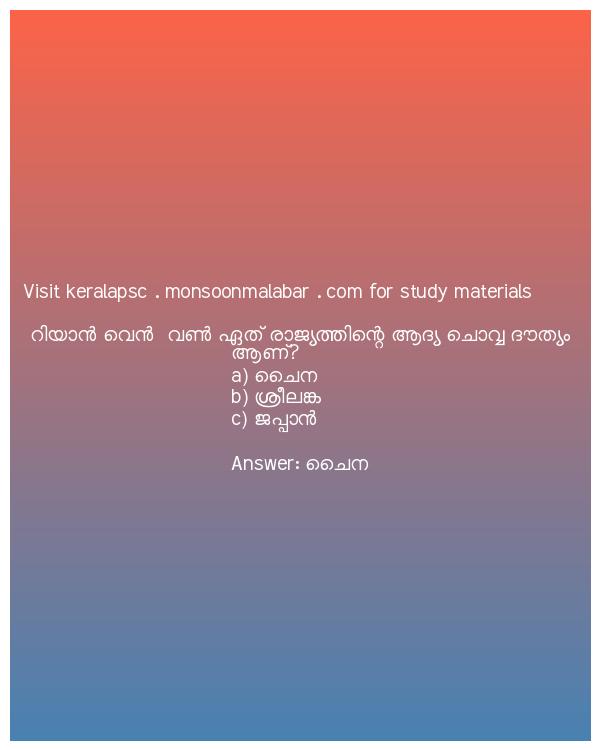 Visit keralapsc . monsoonmalabar . com for study materials
റിയാൻ വെൻ  വൺ ഏത് രാജ്യത്തിന്റെ ആദ്യ ചൊവ്വ ദൗത്യം
ആണ്?
a) ചൈന
b) ശ്രീലങ്ക
c) ജപ്പാൻ
Answer: ചൈന